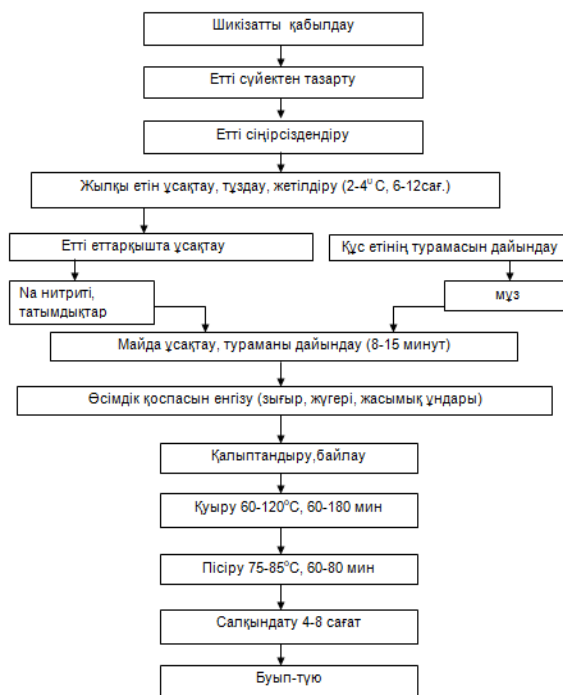 Шикізатты қабылдау
Етті сүйектен тазарту
Етті сіңірсіздендіру
Жылқы етін ұсақтау, тұздау, жетілдіру (2-4⁰ С, 6-12сағ.)
Етті еттарқышта ұсақтау
Құс етінің турамасын дайындау
Na нитриті,
татымдықтар
мұз
Майда ұсақтау, тураманы дайындау (8-15 минут)
Өсімдік қоспасын енгізу (зығыр, жүгері, жасымық ұндары)
Қалыптандыру,байлау
Қуыру 60-120°С, 60-180 мин
Пісіру 75-85°С, 60-80 мин
Салқындату 4-8 сағат
Буып-түю